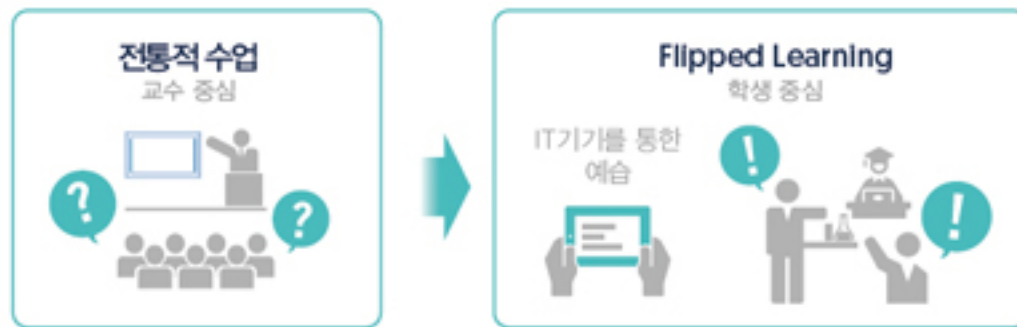 전통적 수업
교수 중심
?
?
Flipped Learning
학생 중심
IT기기를 통한
예습
!
!